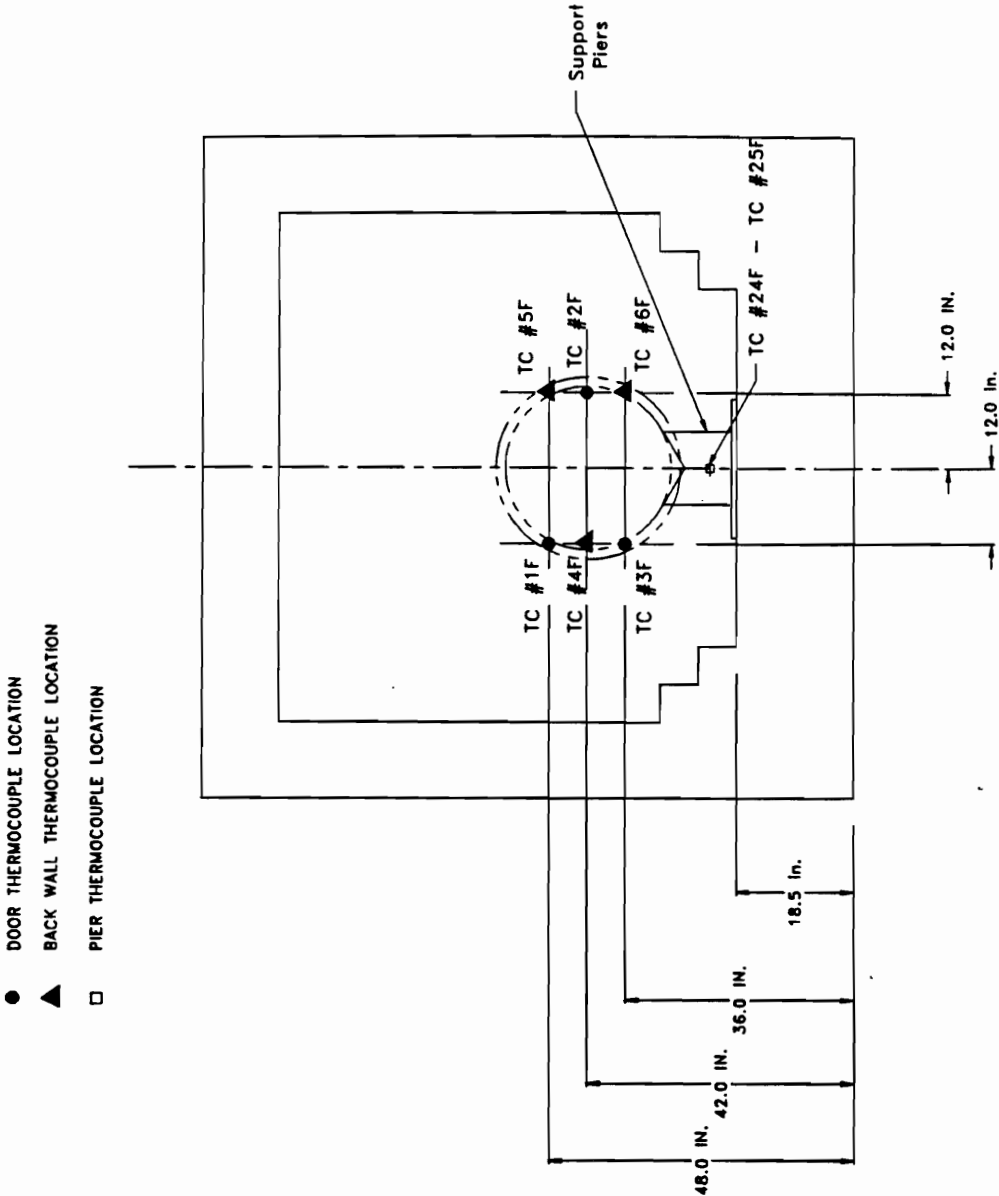 DOOR THERMOCOUPLE LOCATION
BACK WALL THERMOCOUPLE LOCATION
PIER THERMOCOUPLE LOCATION
Support
Piers
TC #5F
TC #2F
TC #6F
TC #1F
TC #4F
TC #3F
TC #24F - TC #25F
12.0 IN.
12.0 In.
18.5 In.
36.0 IN.
42.0 IN.
48.0 IN.